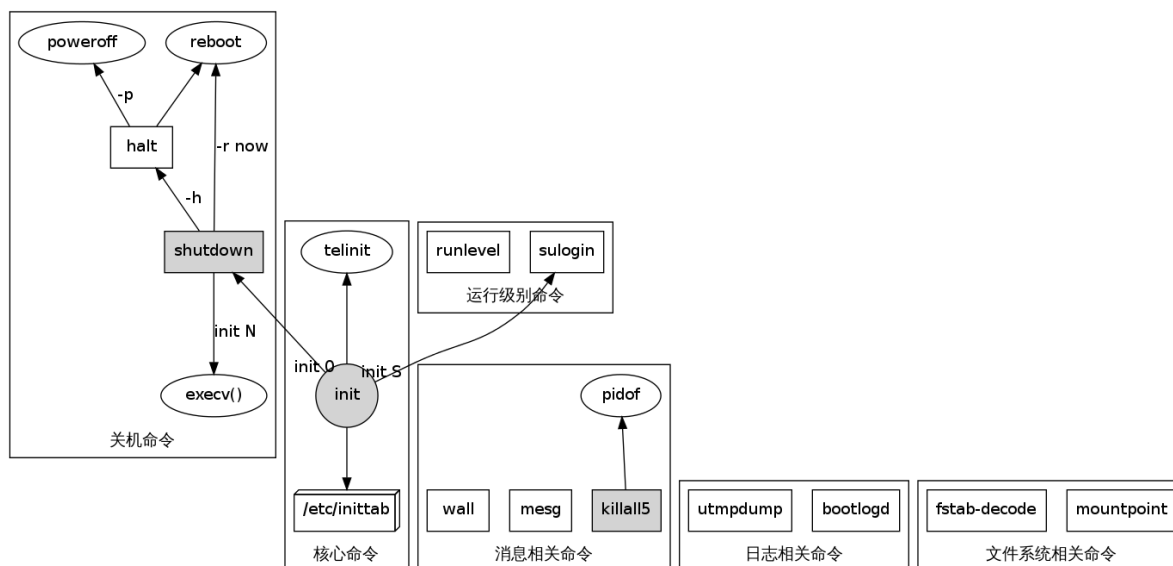 poweroff
reboot
-p
halt
-r now
-h
shutdown
init N
execv()
关机命令
telinit
init 0
init S
init
/etc/inittab
核心命令
runlevel
sulogin
运行级别命令
pidof
wall
mesg
killall5
消息相关命令
utmpdump
bootlogd
日志相关命令
fstab-decode
mountpoint
文件系统相关命令